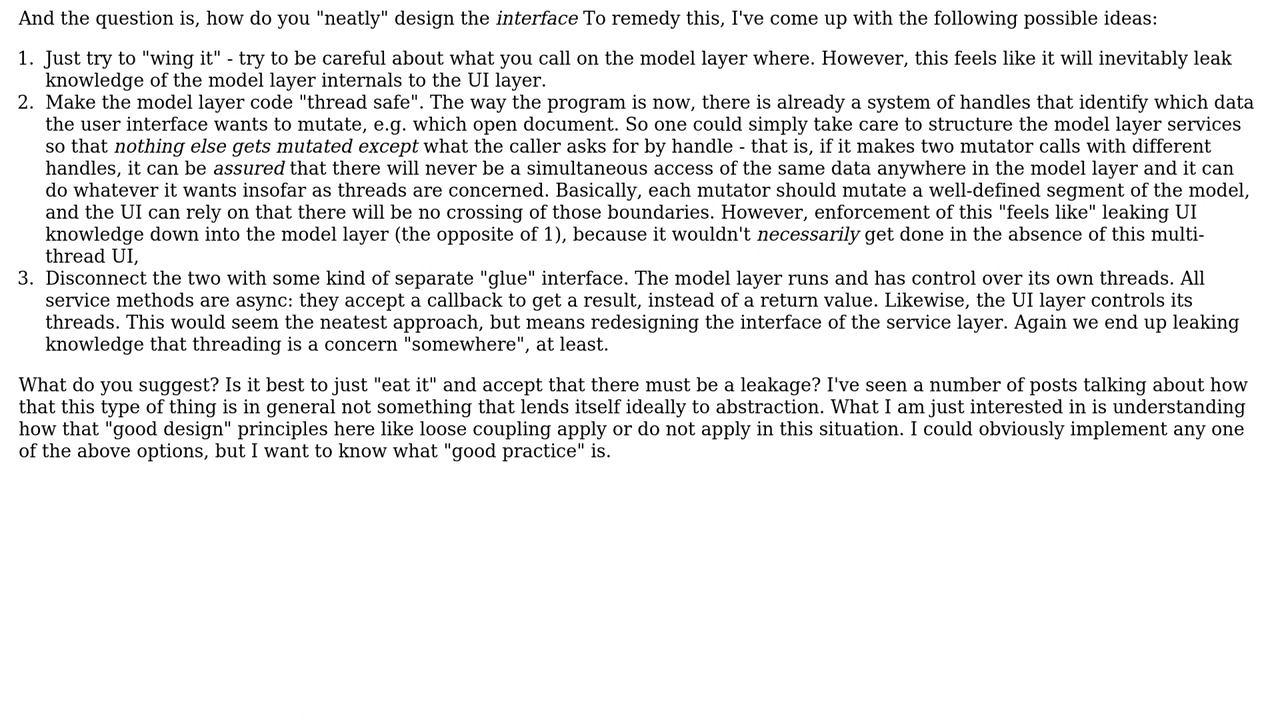 And the question is, how do you "neatly" design the interface To remedy this, I've come up with the following possible ideas:
1. Just try to "wing it" - try to be careful about what you call on the model layer where. However, this feels like it will inevitably leak
knowledge of the model layer internals to the UI layer.
2. Make the model layer code "thread safe". The way the program is now, there is already a system of handles that identify which data
the user interface wants to mutate, e.g. which open document. So one could simply take care to structure the model layer services
so that nothing else gets mutated except what the caller asks for by handle - that is, if it makes two mutator calls with different
handles, it can be assured that there will never be a simultaneous access of the same data anywhere in the model layer and it can
do whatever it wants insofar as threads are concerned. Basically, each mutator should mutate a well-defined segment of the model,
and the UI can rely on that there will be no crossing of those boundaries. However, enforcement of this "feels like" leaking UI
knowledge down into the model layer (the opposite of 1), because it wouldn't necessarily get done in the absence of this multi-
thread UI,
3. Disconnect the two with some kind of separate "glue" interface. The model layer runs and has control over its own threads. All
service methods are async: they accept a callback to get a result, instead of a return value. Likewise, the UI layer controls its
threads. This would seem the neatest approach, but means redesigning the interface of the service layer. Again we end up leaking
knowledge that threading is a concern "somewhere", at least.
What do you suggest? Is it best to just "eat it" and accept that there must be a leakage? I've seen a number of posts talking about how
that this type of thing is in general not something that lends itself ideally to abstraction. What I am just interested in is understanding
how that "good design" principles here like loose coupling apply or do not apply in this situation. I could obviously implement any one
of the above options, but I want to know what "good practice" is.